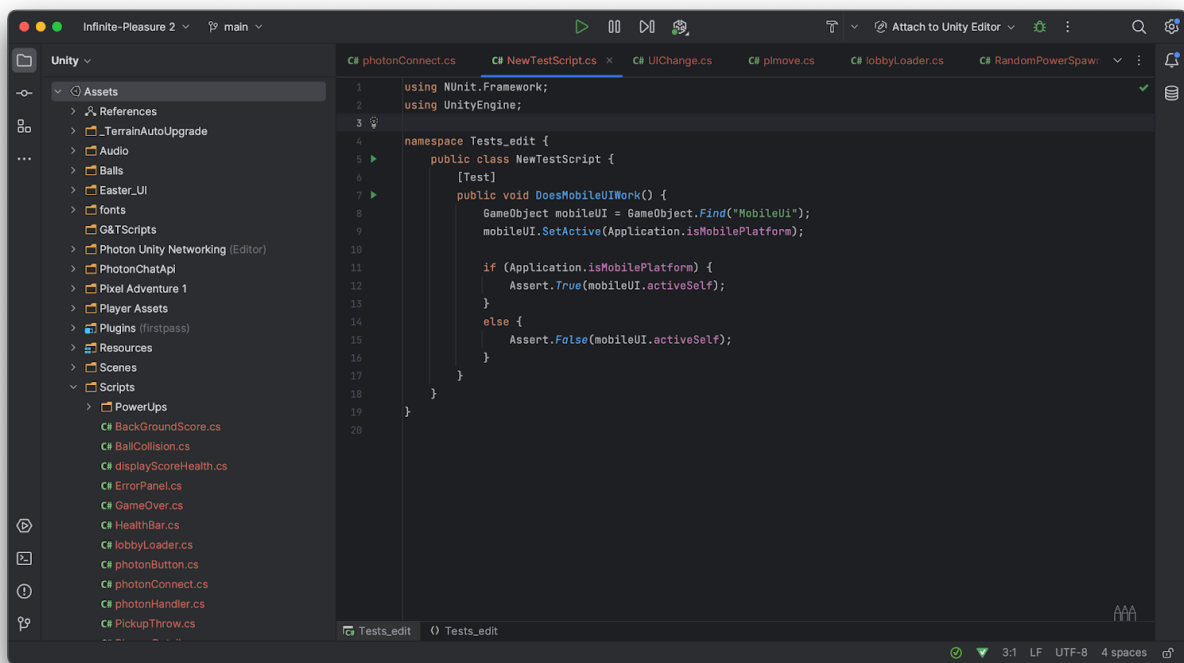 Infinite-Pleasure 2
main
Attach to Unity Editor
Unity
C# photonConnect.cs
C# NewTestScript.cs
C# UIChange.cs
C# plmove.cs
C# lobbyLoader.cs
C# RandomPowerSpawn
Assets
References
_TerrainAutoUpgrade
Audio
Balls
Easter_UI
fonts
G&TScripts
Photon Unity Networking (Editor)
PhotonChatApi
Pixel Adventure 1
Player Assets
Plugins (firstpass)
Resources
Scenes
Scripts
PowerUps
C# BackGroundScore.cs
C# BallCollision.cs
C# displayScoreHealth.cs
C# ErrorPanel.cs
C# GameOver.cs
C# HealthBar.cs
C# lobbyLoader.cs
C# photonButton.cs
C# photonConnect.cs
C# photonHandler.cs
C# PickupThrow.cs
1 using NUnit.Framework;
2 using UnityEngine;
3
4 namespace Tests_edit {
5 public class NewTestScript {
6 [Test]
7 public void DoesMobileUIWork() {
8 GameObject mobileUI = GameObject.Find("MobileUi");
9 mobileUI.SetActive(Application.isMobilePlatform);
10
11 if (Application.isMobilePlatform) {
12 Assert.True(mobileUI.activeSelf);
13 }
14 else {
15 Assert.False(mobileUI.activeSelf);
16 }
17 }
18 }
19 }
20
C# Tests_edit
Tests_edit
3:1 LF UTF-8 4 spaces